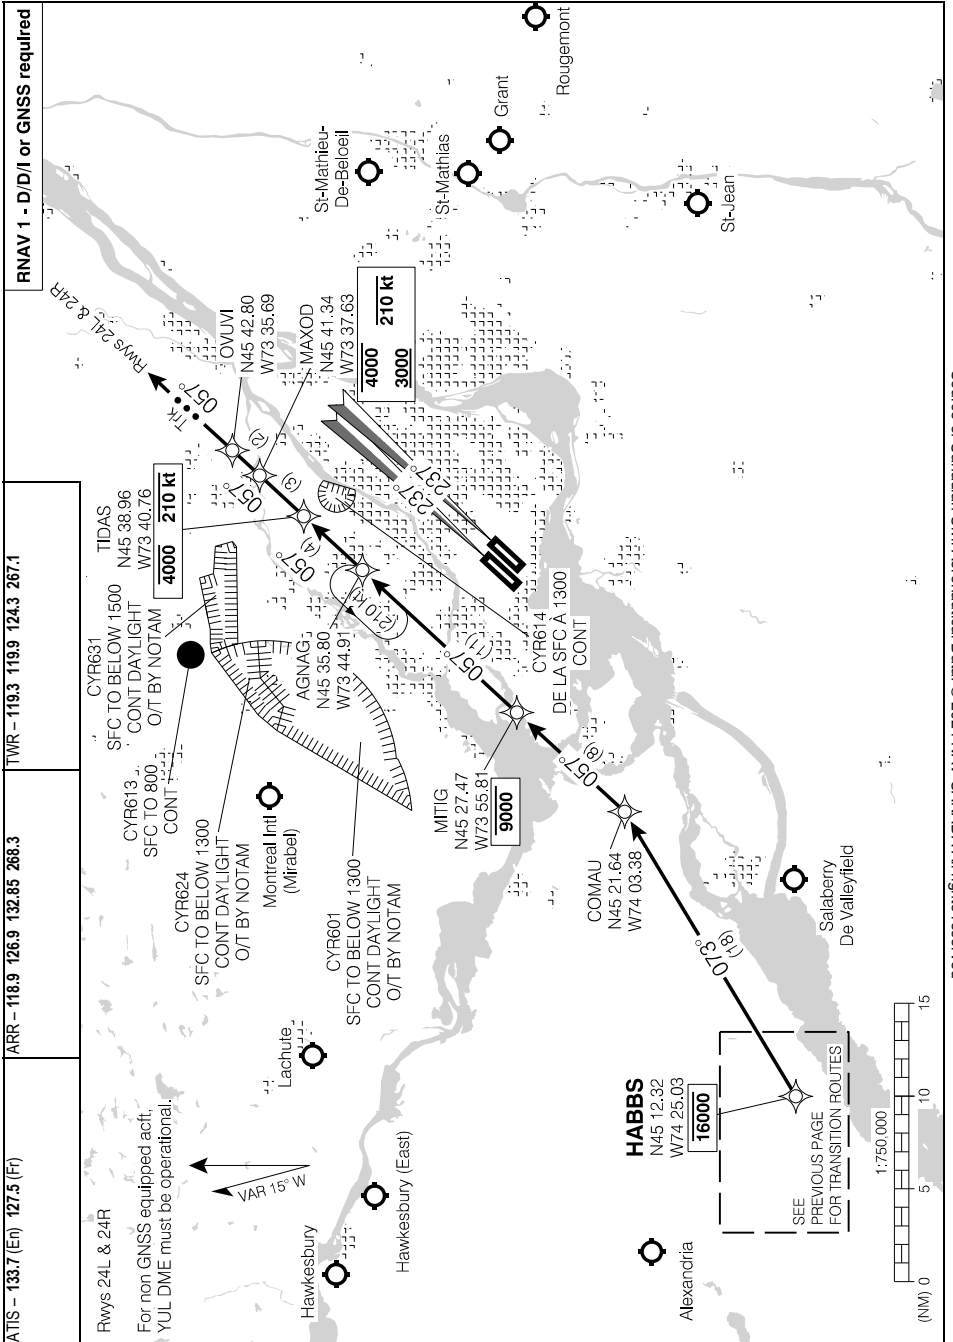 ATIS – 133.7 (En) 127.5 (Fr)
ARR – 118.9 126.9 132.85 268.3
TWR – 119.3 119.9 124.3 267.1
RNAV 1 - D/D/I or GNSS required
Rwys 24L & 24R
For non GNSS equipped acft,
YUL DME must be operational.
VAR 15° W
Hawkesbury
Hawkesbury (East)
Lachute
Alexandria
CYR613
SFC TO 800
CONT
CYR624
SFC TO BELOW 1300
CONT DAYLIGHT
O/T BY NOTAM
Montreal Intl
(Mirabel)
CYR601
SFC TO BELOW 1300
CONT DAYLIGHT
O/T BY NOTAM
CYR631
SFC TO BELOW 1500
CONT DAYLIGHT
O/T BY NOTAM
TIDAS
N45 38.96
W73 40.76
4000 210 kt
AGNAG
N45 35.80
W73 44.91
(210 kt)
MITIG
N45 27.47
W73 55.81
9000
COMAU
N45 21.64
W74 03.38
HABBS
N45 12.32
W74 25.03
16000
SEE
PREVIOUS PAGE
FOR TRANSITION ROUTES
073°
(18)
057°
(8)
057°
(11)
057°
(4)
057°
(3)
(2)
Trk
057°
Rwys 24L & 24R
OVUVI
N45 42.80
W73 35.69
MAXOD
N45 41.34
W73 37.63
4000
3000
210 kt
237°
237°
CYR614
DE LA SFC À 1300
CONT
St-Mathieu-
De-Beloeil
St-Mathias
Grant
Rougemont
St-Jean
Salaberry
De Valleyfield
1:750,000
(NM) 0
5
10
15